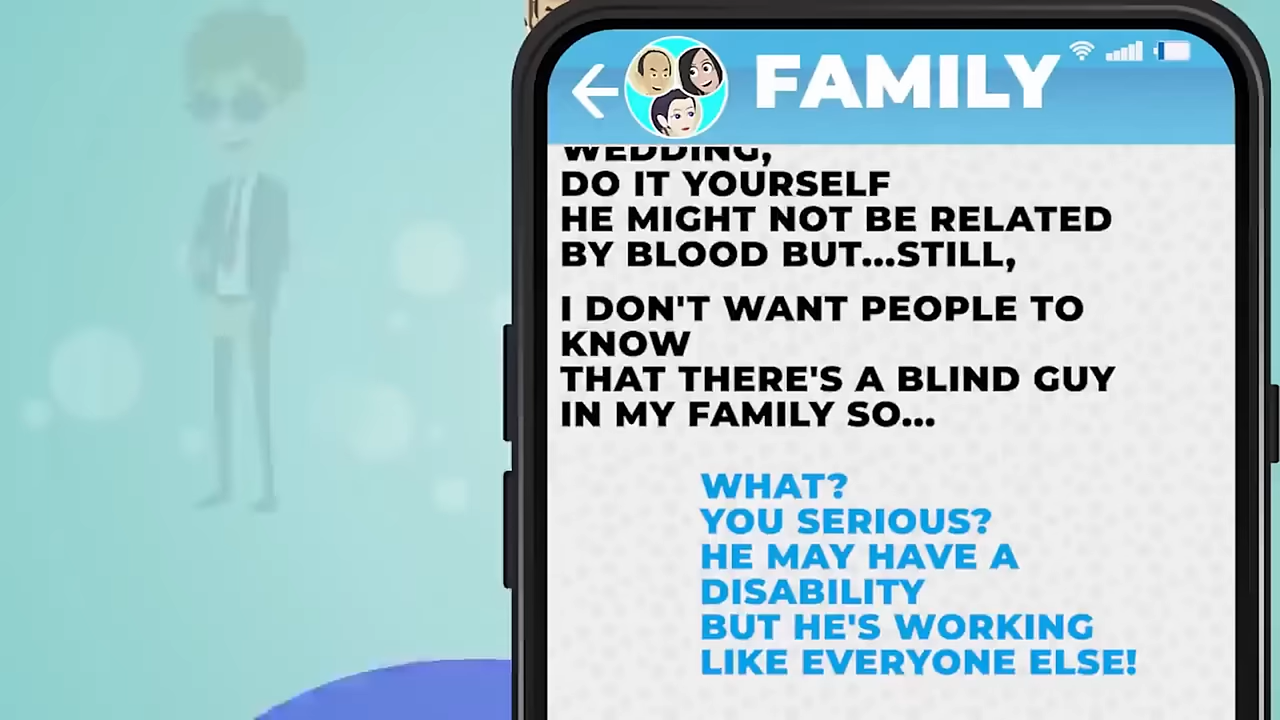 FAMILY
WEDDING,
DO IT YOURSELF
HE MIGHT NOT BE RELATED
BY BLOOD BUT...STILL,
I DON'T WANT PEOPLE TO
KNOW
THAT THERE'S A BLIND GUY
IN MY FAMILY SO...
WHAT?
YOU SERIOUS?
HE MAY HAVE A
DISABILITY
BUT HE'S WORKING
LIKE EVERYONE ELSE!